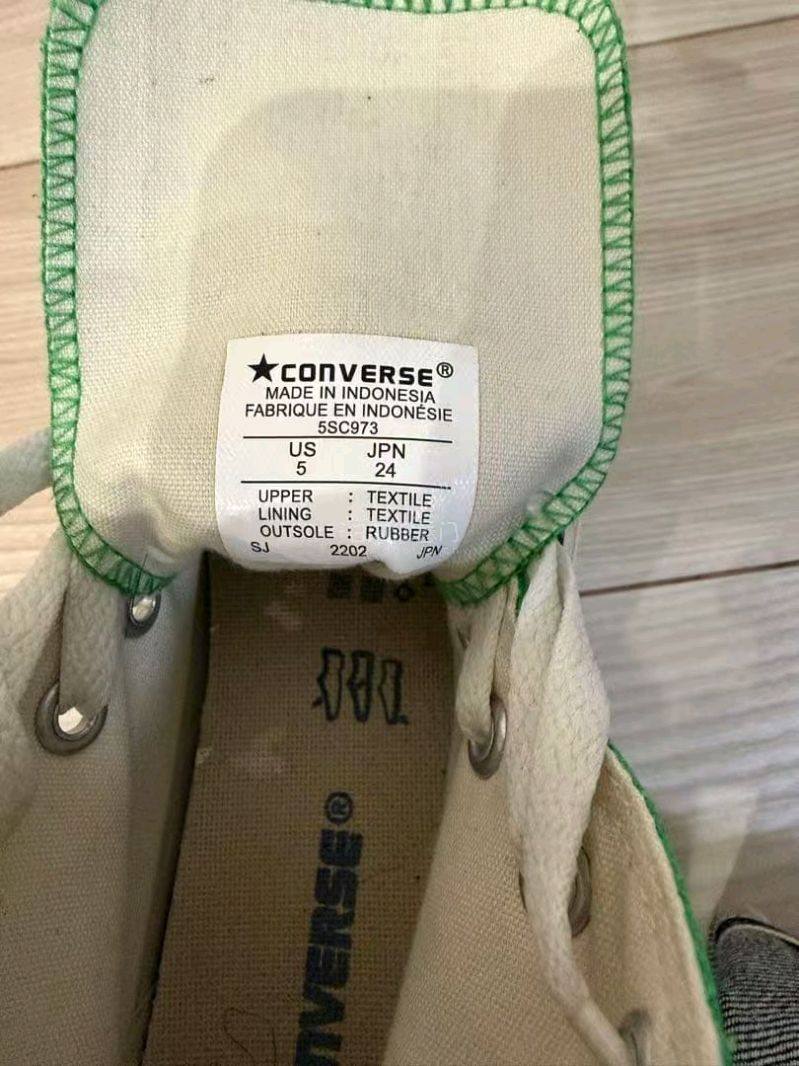 ★CONVERSE®
MADE IN INDONESIA
FABRIQUE EN INDONÉSIE
5SC973
US JPN
5 24
UPPER : TEXTILE
LINING : TEXTILE
OUTSOLE : RUBBER
SJ 2202 JPN
NVERSE®